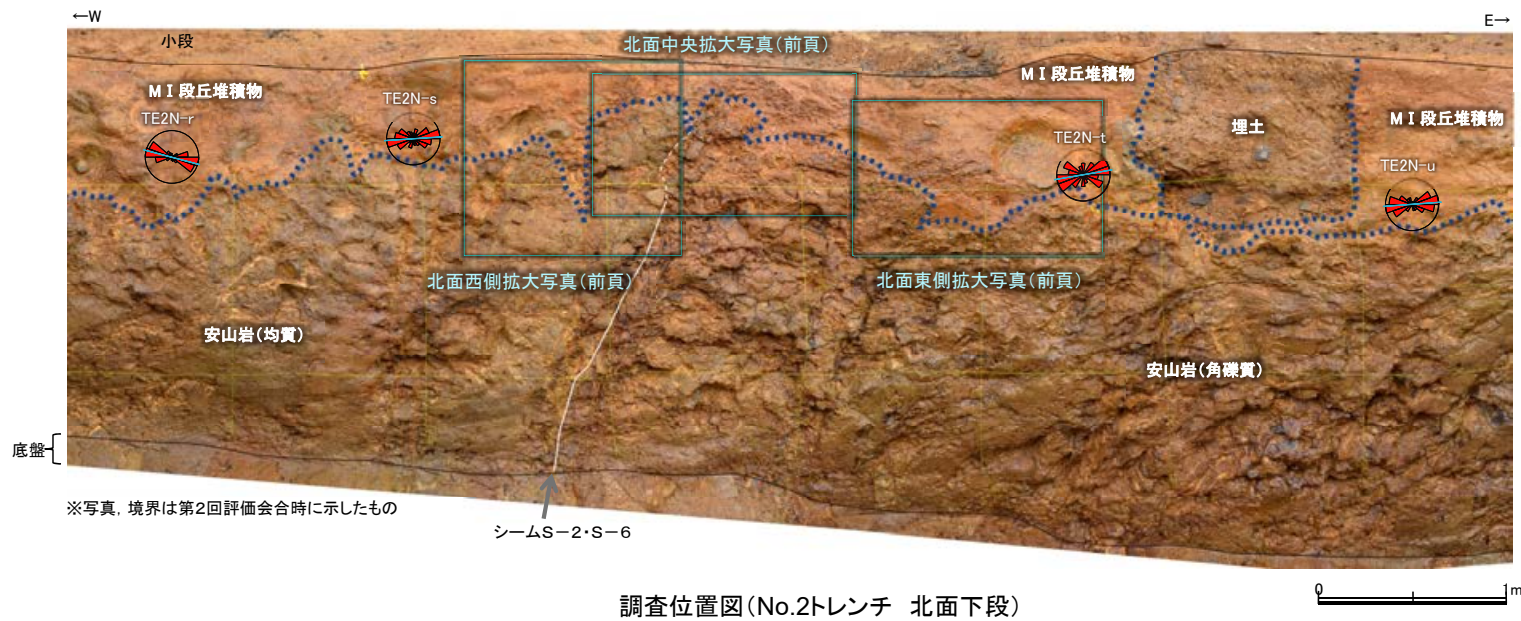 ←W
E→
小段
北面中央拡大写真(前頁)
MⅠ段丘堆積物
MⅠ段丘堆積物
TE2N-s
TE2N-r
埋土
MⅠ段丘堆積物
TE2N-t
TE2N-u
北面西側拡大写真(前頁)
北面東側拡大写真(前頁)
安山岩(均質)
安山岩(角礫質)
底盤
※写真,境界は第2回評価会合時に示したもの
シームS-2・S-6
調査位置図(No.2トレンチ 北面下段)
0 1m